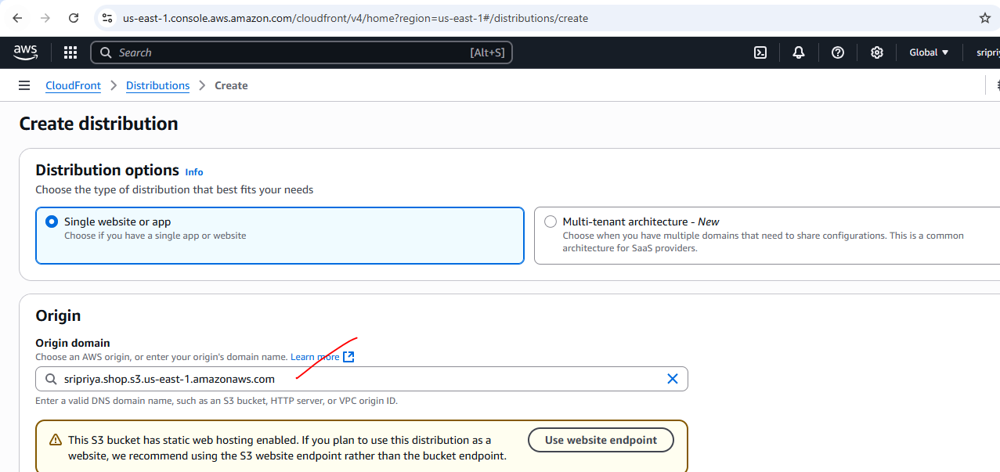 us-east-1.console.aws.amazon.com/cloudfront/v4/home?region=us-east-1#/distributions/create
aws
Search [Alt+S]
Global
CloudFront Distributions Create
Create distribution
Distribution options Info
Choose the type of distribution that best fits your needs
Single website or app
Choose if you have a single app or website
Multi-tenant architecture - New
Choose when you have multiple domains that need to share configurations. This is a common
architecture for SaaS providers.
Origin
Origin domain
Choose an AWS origin, or enter your origin's domain name. Learn more
sripriya.shop.s3.us-east-1.amazonaws.com
Enter a valid DNS domain name, such as an S3 bucket, HTTP server, or VPC origin ID.
This S3 bucket has static web hosting enabled. If you plan to use this distribution as a
website, we recommend using the S3 website endpoint rather than the bucket endpoint.
Use website endpoint